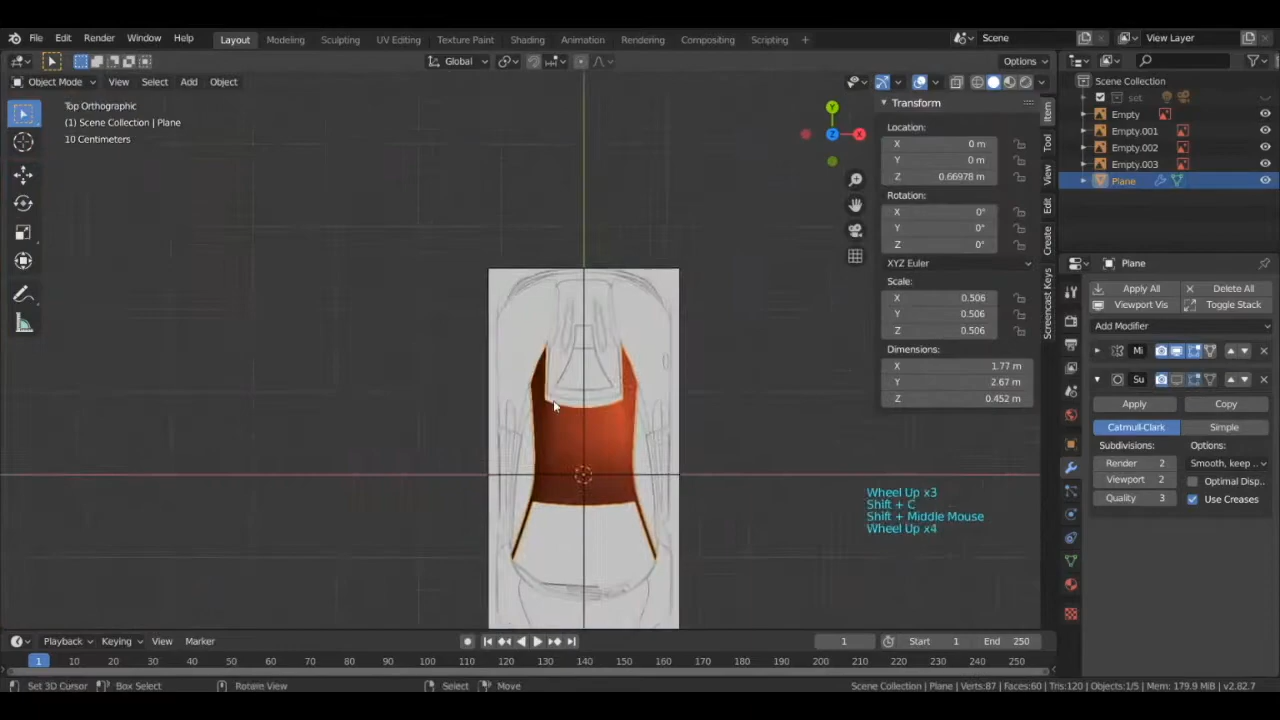 File Edit Render Window Help Layout Modeling Sculpting UV Editing Texture Paint Shading Animation Rendering Compositing Scripting + Scene View Layer
Global Options
Object Mode View Select Add Object
Top Orthographic
(1) Scene Collection | Plane
10 Centimeters
Y
X
Z
Transform
Location:
X 0 m
Y 0 m
Z 0.66978 m
Rotation:
X 0°
Y 0°
Z 0°
XYZ Euler
Scale:
X 0.506
Y 0.506
Z 0.506
Dimensions:
X 1.77 m
Y 2.67 m
Z 0.452 m
Item
Tool
View
Edit
Create
Screencast Keys
Scene Collection
set
Empty
Empty.001
Empty.002
Empty.003
Plane
Plane
Apply All Delete All
Viewport Vis Toggle Stack
Add Modifier
Mi
Su
Apply Copy
Catmull-Clark Simple
Subdivisions: Options:
Render 2 Smooth, keep ..
Viewport 2 Optimal Disp..
Quality 3 Use Creases
Wheel Up x3
Shift + C
Shift + Middle Mouse
Wheel Up x4
Playback Keying View Marker 1 Start 1 End 250
1 10 20 30 40 50 60 70 80 90 100 110 120 130 140 150 160 170 180 190 200 210 220 230 240 250
Set 3D Cursor Box Select Rotate View Select Move Scene Collection | Plane | Verts:87 | Faces:60 | Tris:120 | Objects:1/5 | Mem: 179.9 MiB | v2.82.7